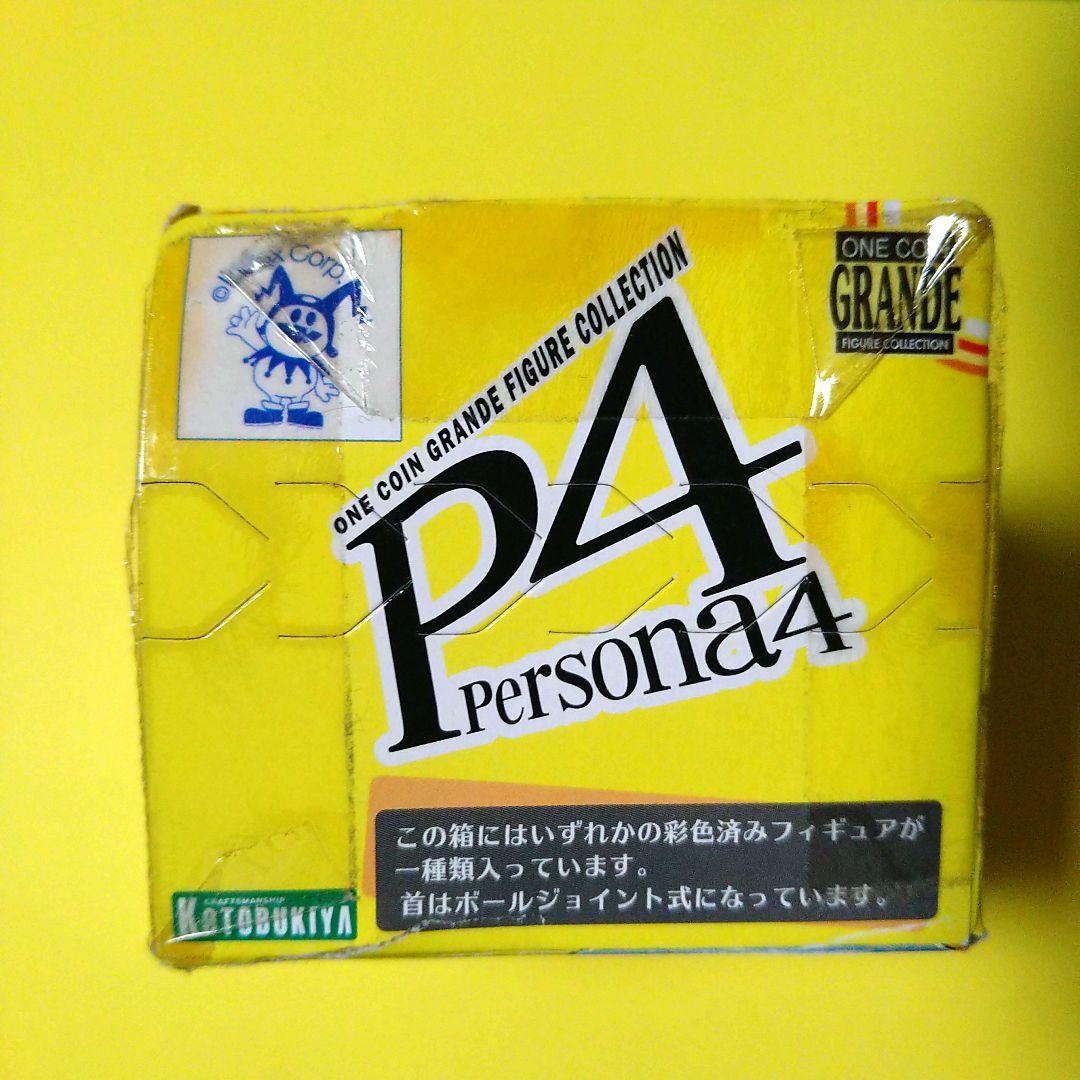 Corp.
ONE COIN
GRANDE
FIGURE COLLECTION
ONE COIN GRANDE FIGURE COLLECTION
P4
Persona4
この箱にはいずれかの彩色済みフィギュアが
一種類入っています。
首はボールジョイント式になっています。
CRAFTSMANSHIP
KOTOBUKIYA